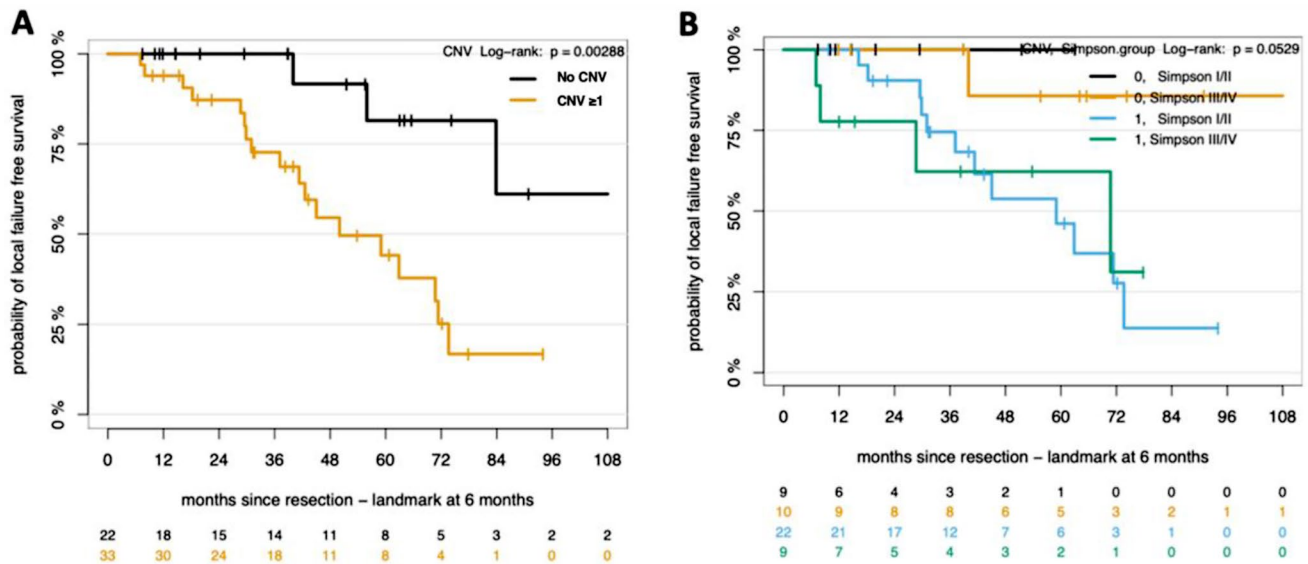 A
CNV Log-rank: p = 0.00288
No CNV
CNV ≥1
probability of local failure free survival
100 %
75 %
50 %
25 %
0 %
0 12 24 36 48 60 72 84 96 108
months since resection – landmark at 6 months
22 18 15 14 11 8 5 3 2 2
33 30 24 18 11 8 4 1 0 0
B
CNV, Simpson.group Log-rank: p = 0.0529
0, Simpson I/II
0, Simpson III/IV
1, Simpson I/II
1, Simpson III/IV
probability of local failure free survival
100 %
75 %
50 %
25 %
0 %
0 12 24 36 48 60 72 84 96 108
months since resection – landmark at 6 months
9 6 4 3 2 1 0 0 0 0
10 9 8 8 6 5 3 2 1 1
22 21 17 12 7 6 3 1 0 0
9 7 5 4 3 2 1 0 0 0